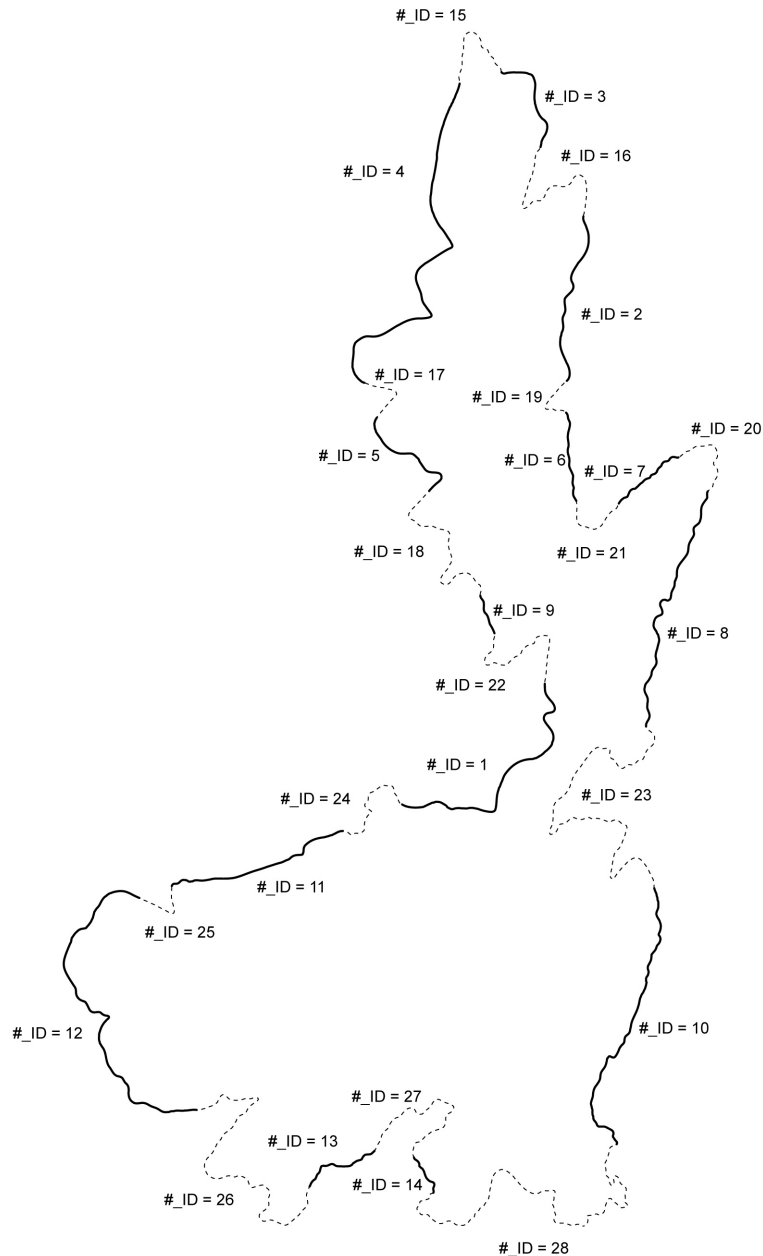 #_ID = 15
#_ID = 3
#_ID = 16
#_ID = 4
#_ID = 2
#_ID = 17
#_ID = 19
#_ID = 20
#_ID = 5
#_ID = 6
#_ID = 7
#_ID = 18
#_ID = 21
#_ID = 9
#_ID = 8
#_ID = 22
#_ID = 1
#_ID = 24
#_ID = 23
#_ID = 11
#_ID = 25
#_ID = 12
#_ID = 10
#_ID = 27
#_ID = 13
#_ID = 14
#_ID = 26
#_ID = 28